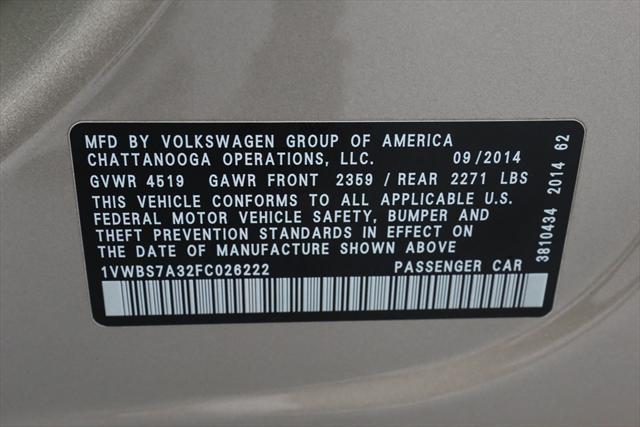 MFD BY VOLKSWAGEN GROUP OF AMERICA
CHATTANOOGA OPERATIONS, LLC. 09/2014
GVWR 4519 GAWR FRONT 2359 / REAR 2271 LBS
THIS VEHICLE CONFORMS TO ALL APPLICABLE U.S.
FEDERAL MOTOR VEHICLE SAFETY, BUMPER AND
THEFT PREVENTION STANDARDS IN EFFECT ON
THE DATE OF MANUFACTURE SHOWN ABOVE
1VWBS7A32FC026222 PASSENGER CAR
3810434 2014 62